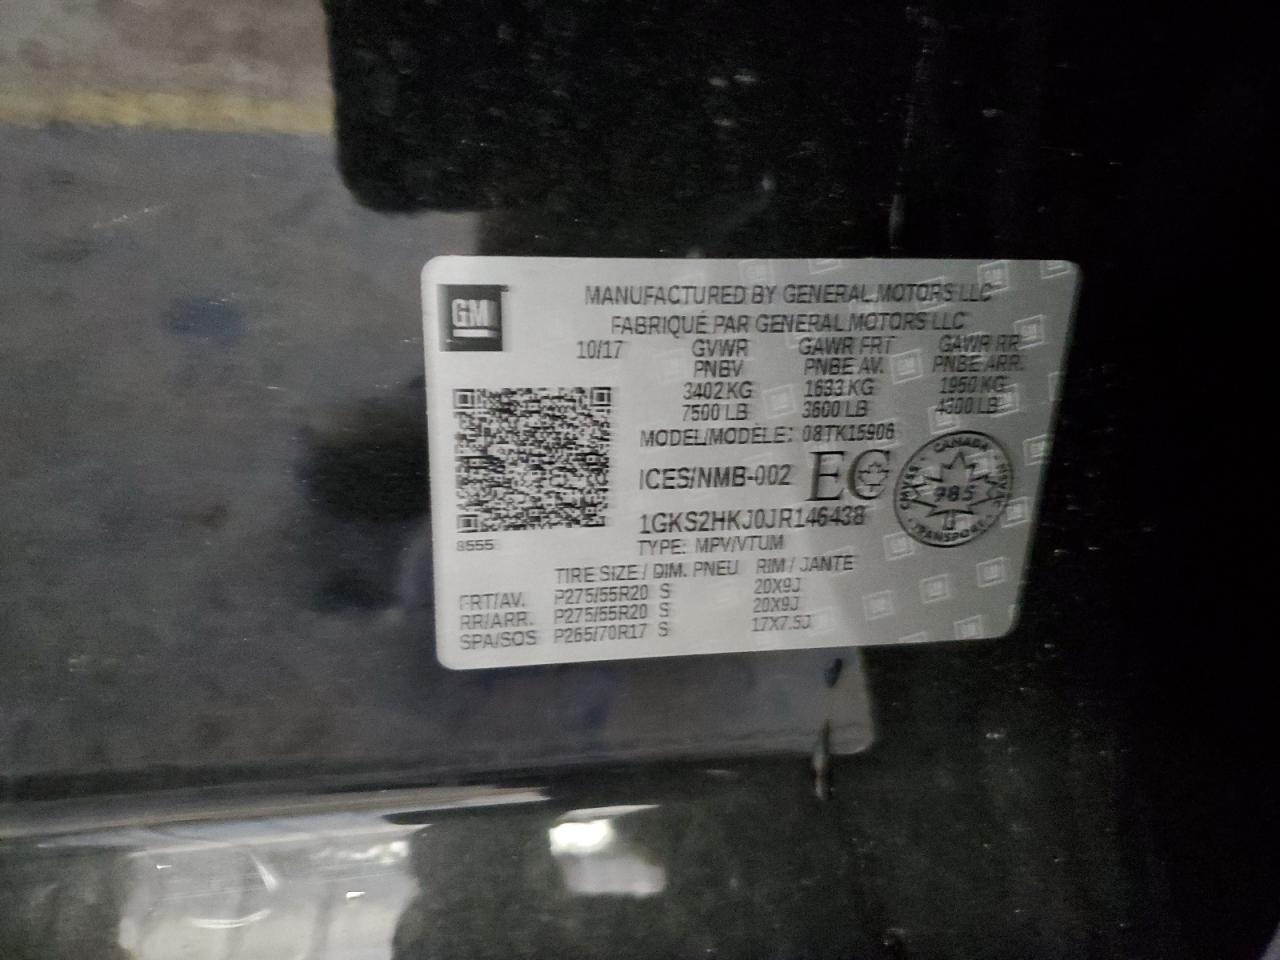 GM
MANUFACTURED BY GENERAL MOTORS LLC
FABRIQUÉ PAR GENERAL MOTORS LLC
10/17 GVWR GAWR FRT GAWR RR
PNBV PNBE AV. PNBE ARR.
3402 KG 1633 KG 1950 KG
7500 LB 3600 LB 4300 LB
MODEL/MODÈLE: 08TK15906
ICES/NMB-002 EC
CANADA
CMVSS NSVAC
985
TRANSPORT
1GKS2HKJ0JR146438
8555
TYPE: MPV/VTUM
TIRE SIZE / DIM. PNEU RIM / JANTE
FRT/AV. P275/55R20 S 20X9J
RR/ARR. P275/55R20 S 20X9J
SPA/SOS P265/70R17 S 17X7.5J